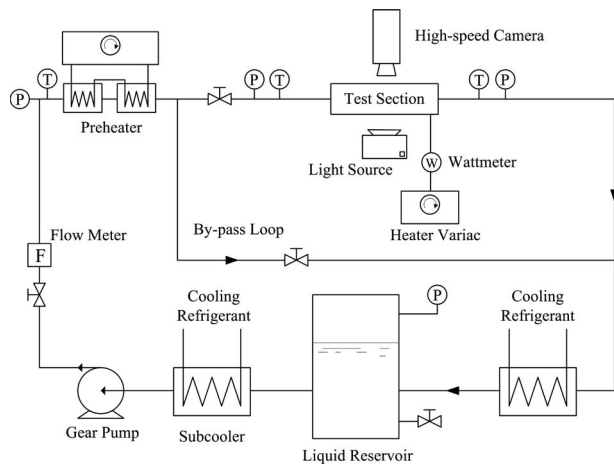 High-speed Camera
P
T
P
T
Test Section
T
P
Preheater
Light Source
W
Wattmeter
Flow Meter
F
By-pass Loop
Heater Variac
Cooling
Refrigerant
P
Cooling
Refrigerant
Gear Pump
Subcooler
Liquid Reservoir